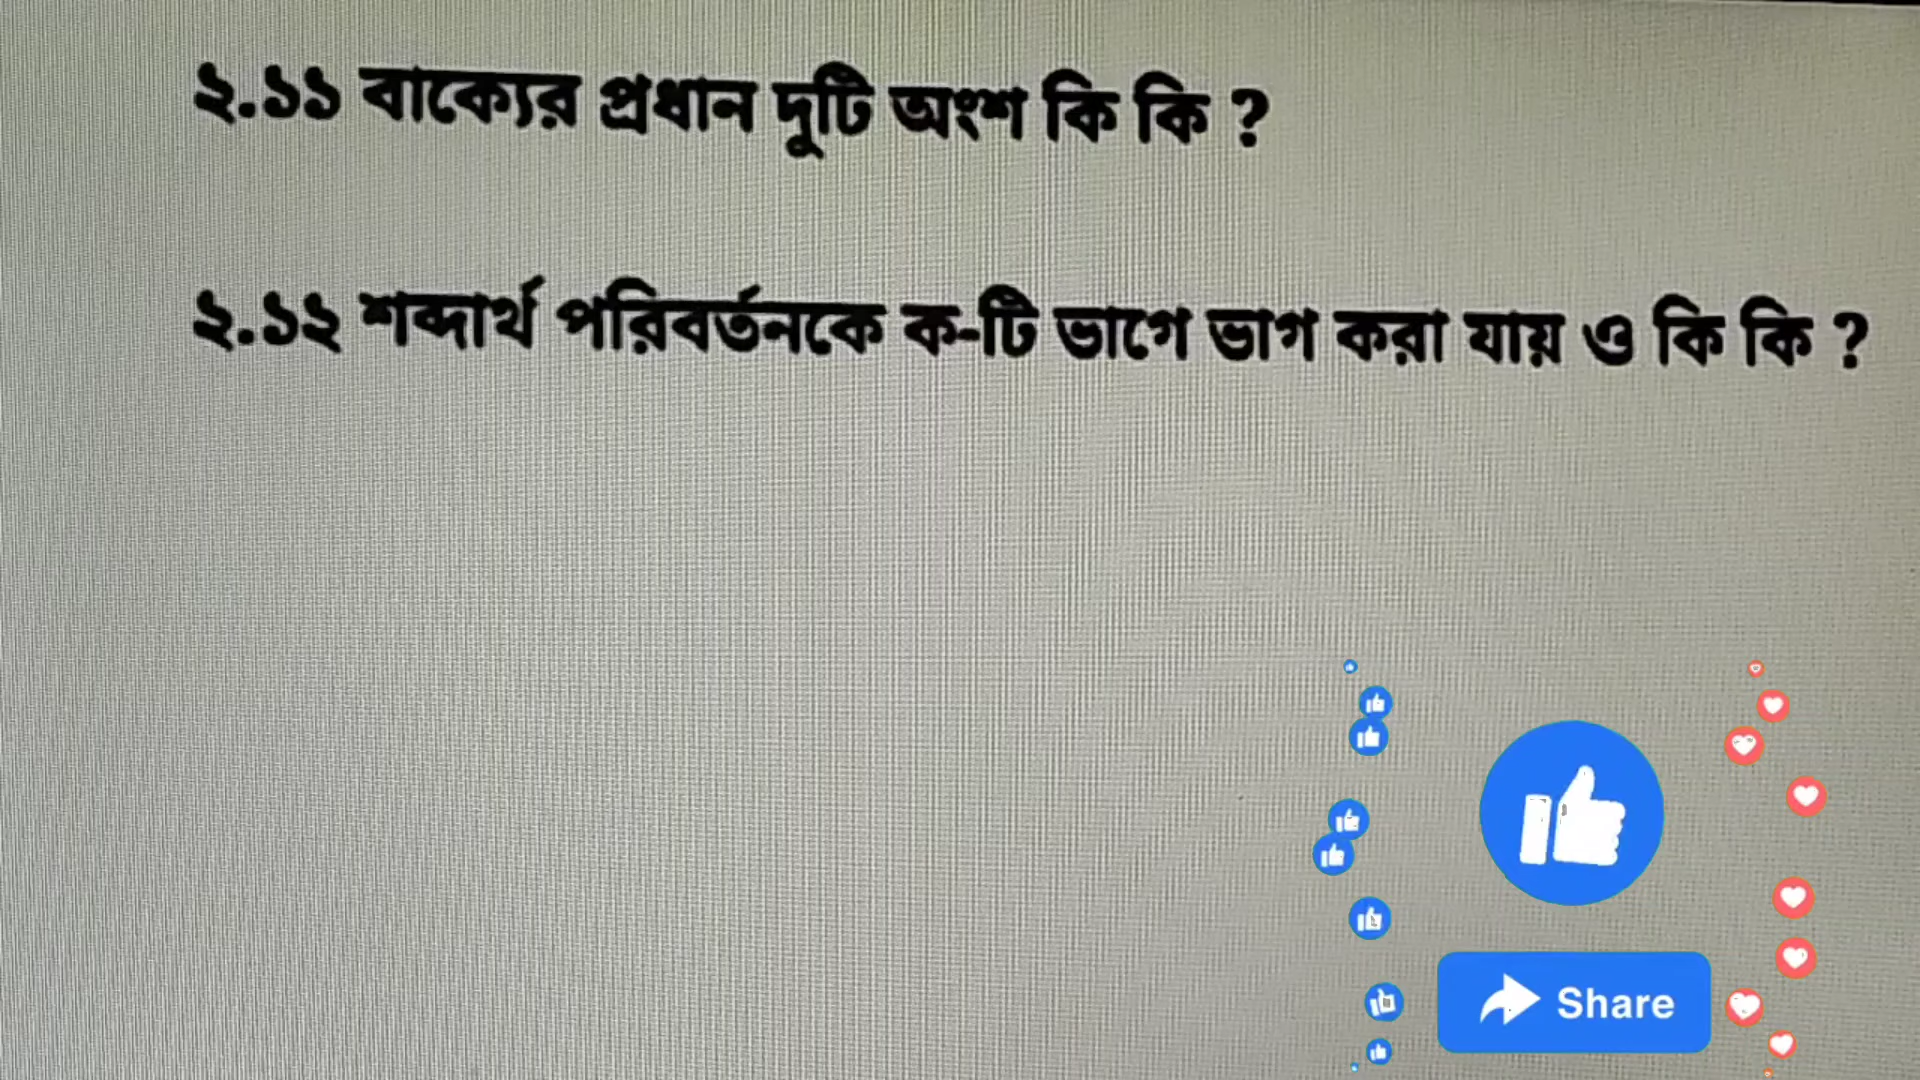 ২.১১ বাক্যের প্রধান দুটি অংশ কি কি ?
২.১২ শব্দার্থ পরিবর্তনকে ক-টি ভাগে ভাগ করা যায় ও কি কি ?
Share